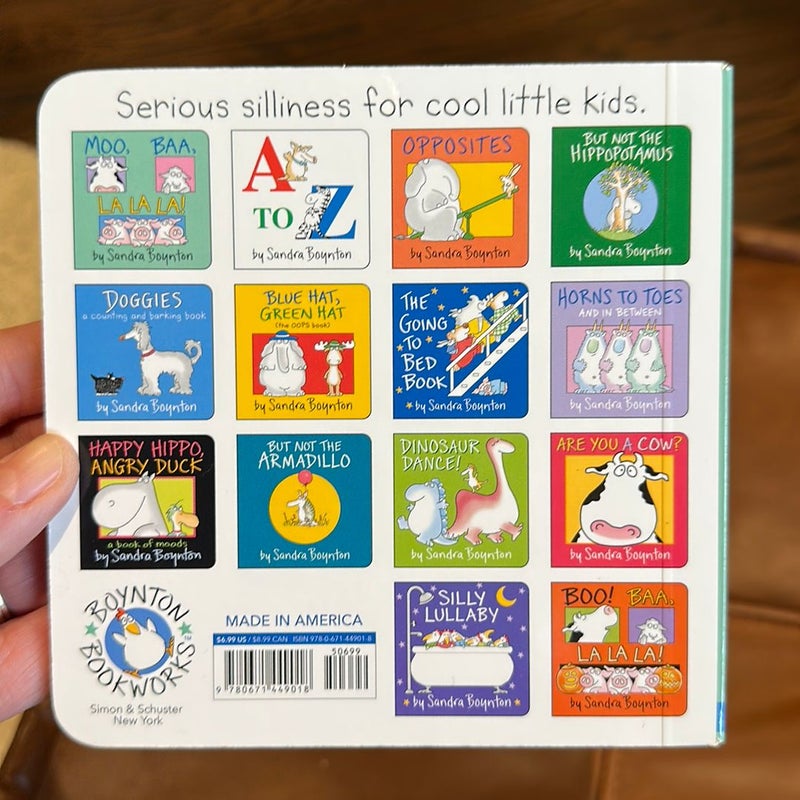 Serious silliness for cool little kids.
MOO, BAA,
LA LA LA!
by Sandra Boynton
A
TO Z
by Sandra Boynton
OPPOSITES
by Sandra Boynton
BUT NOT THE
HIPPOPOTAMUS
by Sandra Boynton
DOGGIES
a counting and barking book
by Sandra Boynton
BLUE HAT,
GREEN HAT
(the OOPS book)
by Sandra Boynton
THE
GOING
TO
BED
BOOK
by Sandra Boynton
HORNS TO TOES
AND IN BETWEEN
by Sandra Boynton
HAPPY HIPPO,
ANGRY DUCK
a book of moods
by Sandra Boynton
BUT NOT THE
ARMADILLO
by Sandra Boynton
DINOSAUR
DANCE!
by Sandra Boynton
ARE YOU A COW?
by Sandra Boynton
BOYNTON
BOOKWORKS™
Simon & Schuster
New York
MADE IN AMERICA
$6.99 US / $8.99 CAN ISBN 978-0-671-44901-8
50699
9 780671 449018
SILLY
LULLABY
by Sandra Boynton
BOO! BAA,
LA LA LA!
by Sandra Boynton